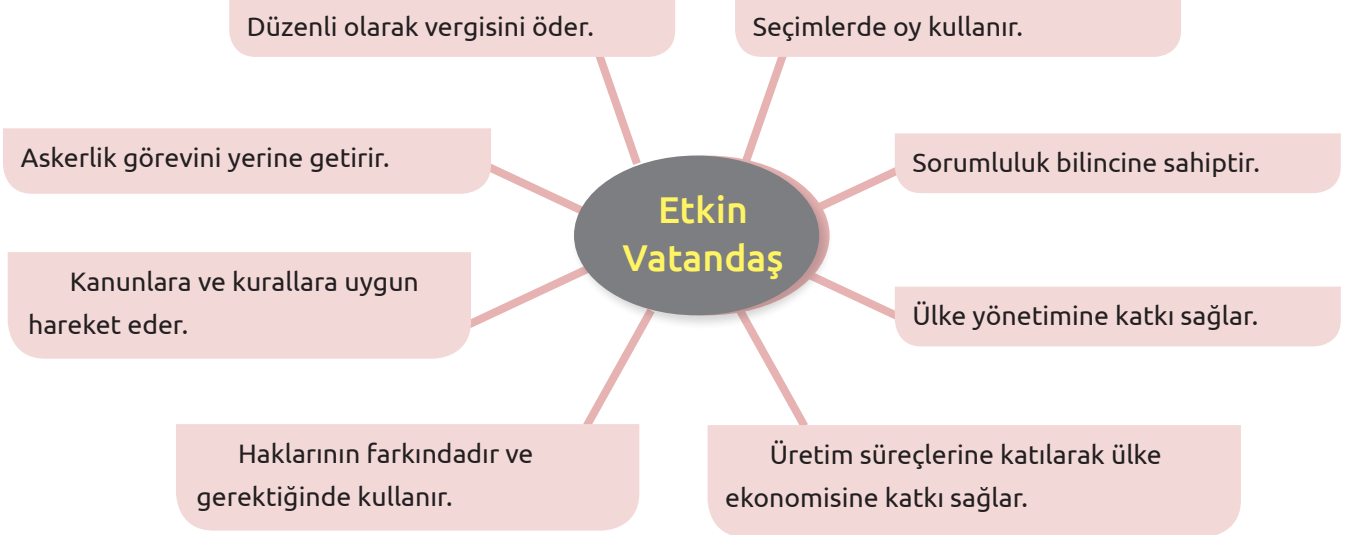 Düzenli olarak vergisini öder.
Seçimlerde oy kullanır.
Askerlik görevini yerine getirir.
Sorumluluk bilincine sahiptir.
Etkin
Vatandaş
Kanunlara ve kurallara uygun
hareket eder.
Ülke yönetimine katkı sağlar.
Haklarının farkındadır ve
gerektiğinde kullanır.
Üretim süreçlerine katılarak ülke
ekonomisine katkı sağlar.